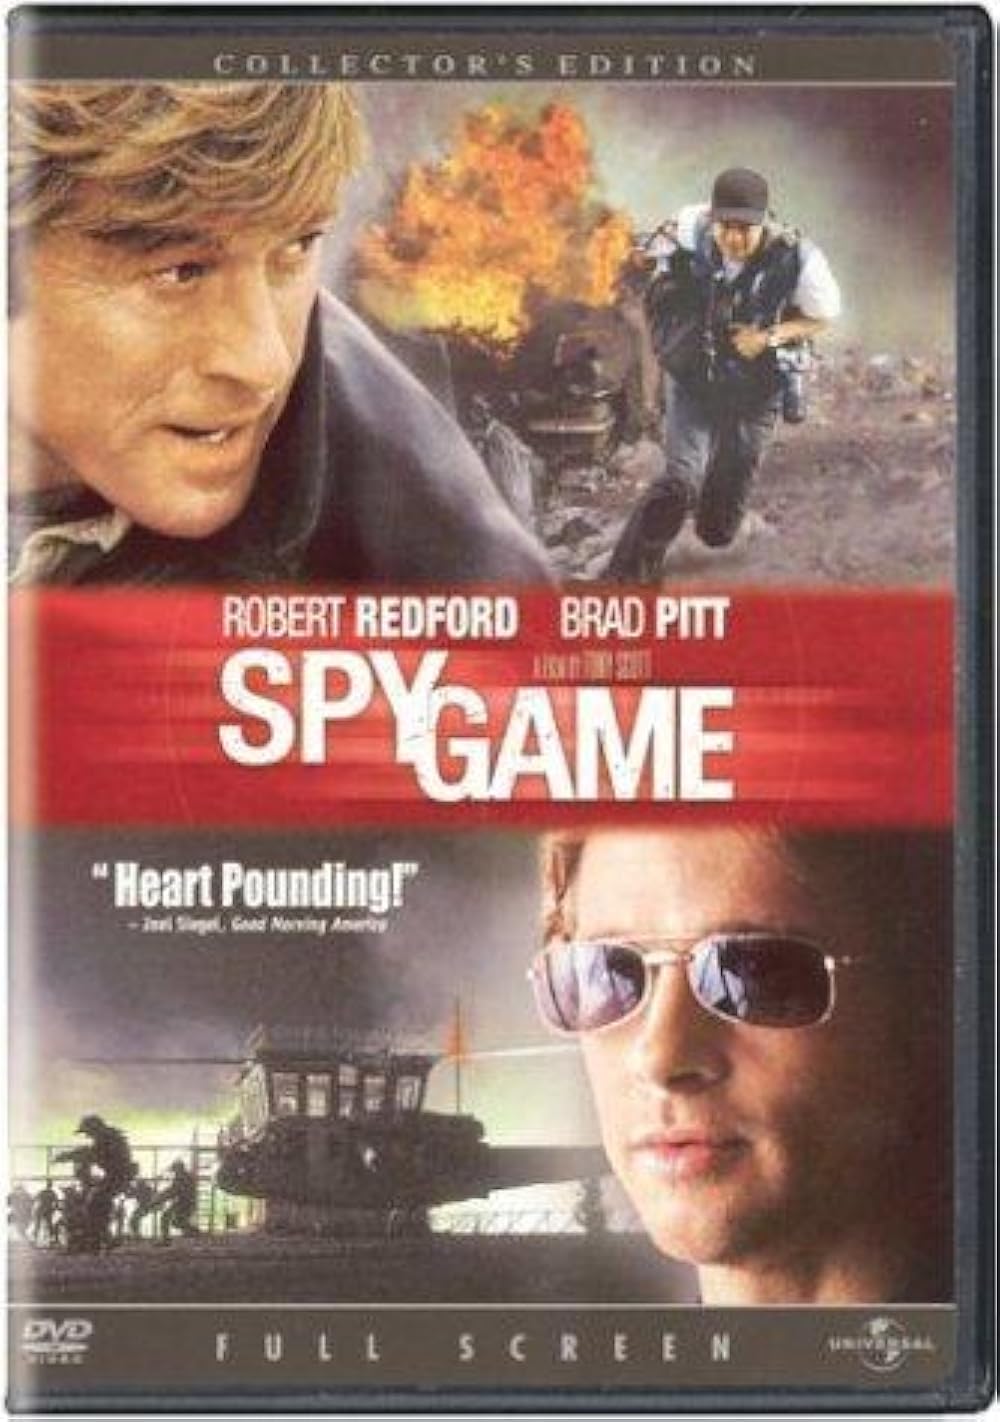 COLLECTOR'S EDITION
ROBERT REDFORD BRAD PITT
A FILM BY TONY SCOTT
SPY GAME
"Heart Pounding!"
– Joel Siegel, Good Morning America
DVD
VIDEO
FULL SCREEN
UNIVERSAL